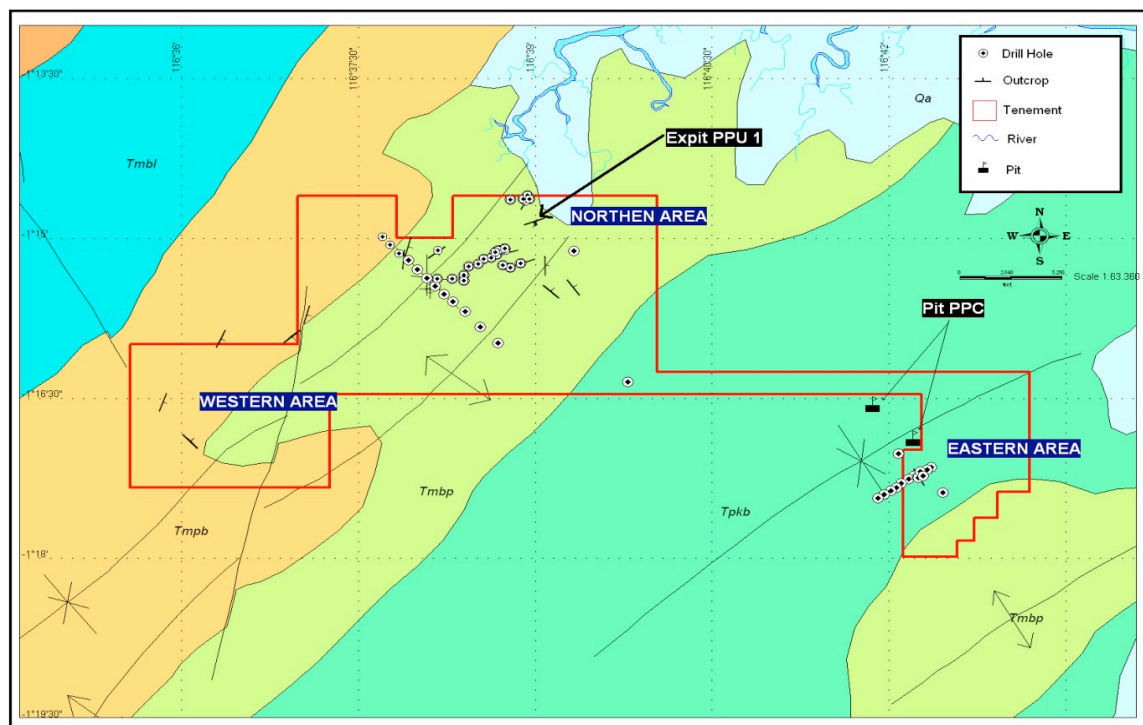 116°36'
116°37'30"
116°39'
116°40'30"
116°42'
-1°13'30"
Drill Hole
Outcrop
Tenement
River
Pit
Qa
Expit PPU 1
Tmbl
NORTHEN AREA
-1°15'
N
W E
S
feet
Scale 1:63.360
Pit PPC
-1°16'30"
WESTERN AREA
EASTERN AREA
Tmbp
Tpkb
Tmpb
-1°18'
Tmbp
-1°19'30"